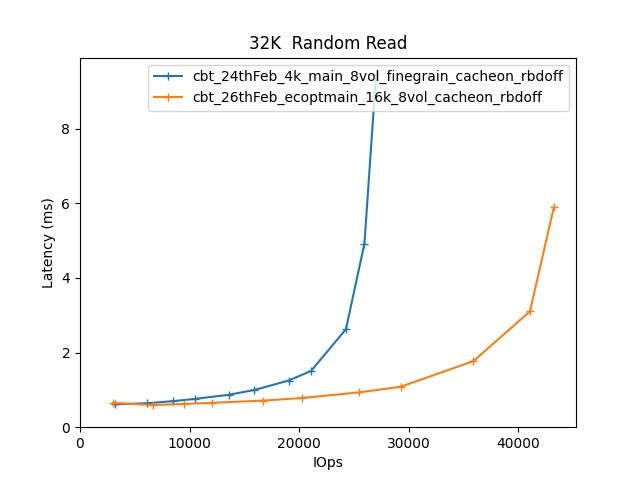 32K  Random Read
cbt_24thFeb_4k_main_8vol_finegrain_cacheon_rbdoff
cbt_26thFeb_ecoptmain_16k_8vol_cacheon_rbdoff
8
6
4
2
0
Latency (ms)
0 10000 20000 30000 40000
IOps